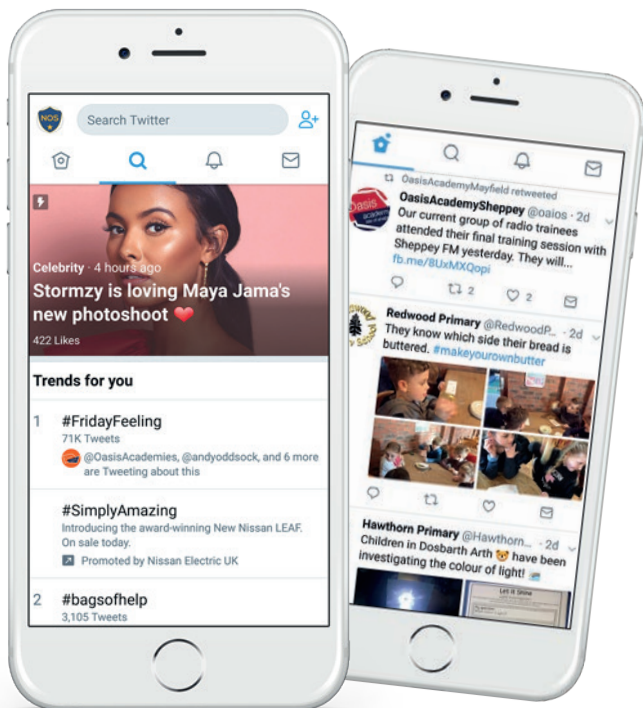 NOS
Search Twitter
Celebrity · 4 hours ago
Stormzy is loving Maya Jama's
new photoshoot ❤️
422 Likes
Trends for you
1 #FridayFeeling
71K Tweets
@OasisAcademies, @andyoddsock, and 6 more
are Tweeting about this
#SimplyAmazing
Introducing the award-winning New Nissan LEAF.
On sale today.
Promoted by Nissan Electric UK
2 #bagsofhelp
3,105 Tweets
OasisAcademyMayfield retweeted
Oasis
OasisAcademySheppey @oaios · 2d
Our current group of radio trainees
attended their final training session with
Sheppey FM yesterday. They will...
fb.me/8UxMXQopi
2 2
Redwood Primary @RedwoodP... · 2d
They know which side their bread is
buttered. #makeyourownbutter
Hawthorn Primary @Hawthorn... · 2d
Children in Dosbarth Arth 🐻 have been
investigating the colour of light!
Let It Shine